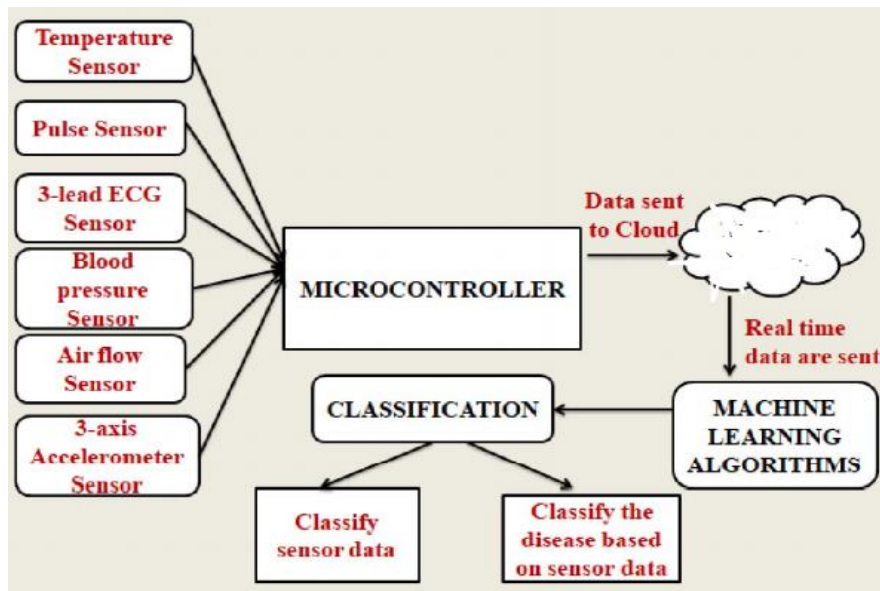 Temperature
Sensor
Pulse Sensor
3-lead ECG
Sensor
Blood
pressure
Sensor
Air flow
Sensor
3-axis
Accelerometer
Sensor
MICROCONTROLLER
Data sent
to Cloud
Real time
data are sent
MACHINE
LEARNING
ALGORITHMS
CLASSIFICATION
Classify
sensor data
Classify the
disease based
on sensor data